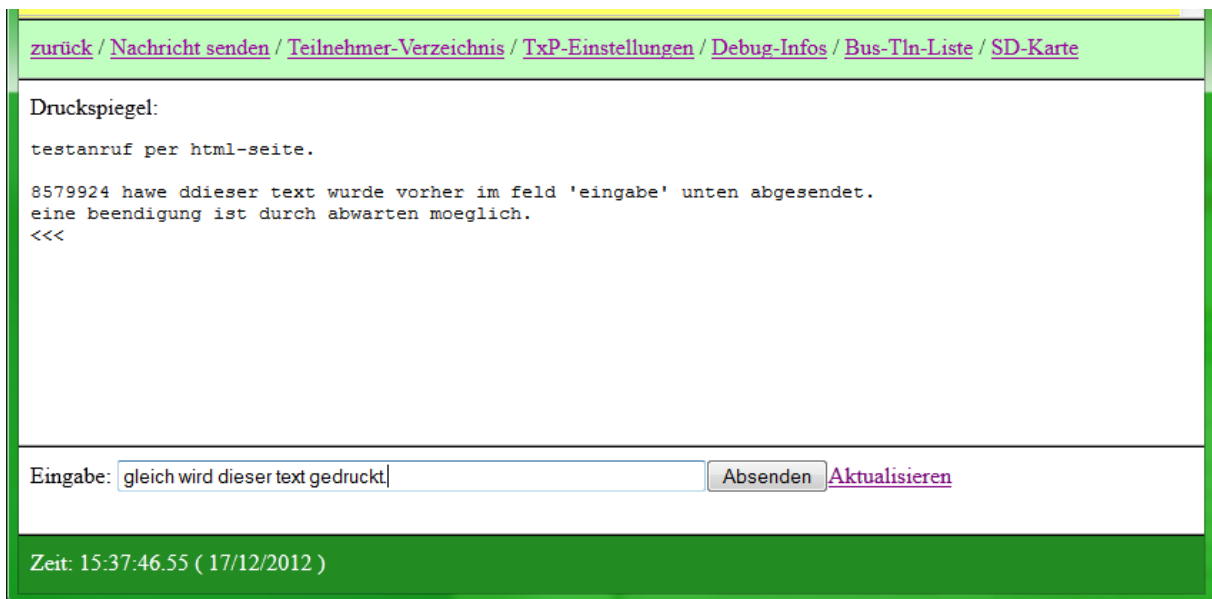 zurück / Nachricht senden / Teilnehmer-Verzeichnis / TxP-Einstellungen / Debug-Infos / Bus-Tln-Liste / SD-Karte
Druckspiegel:
testanruf per html-seite.
8579924 hawe ddieser text wurde vorher im feld 'eingabe' unten abgesendet.
eine beendigung ist durch abwarten moeglich.
<<<
Eingabe: gleich wird dieser text gedruckt. Absenden Aktualisieren
Zeit: 15:37:46.55 ( 17/12/2012 )